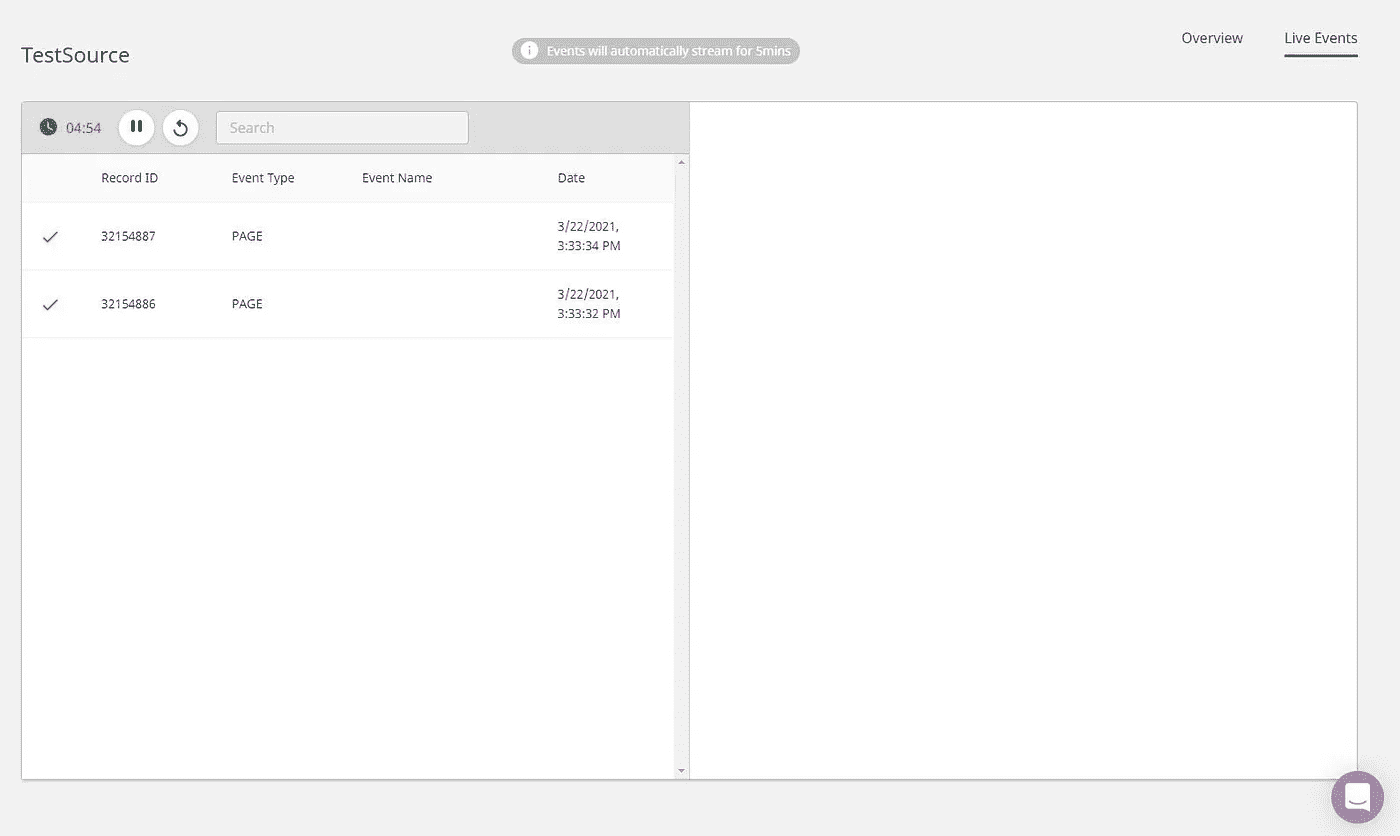 TestSource
Events will automatically stream for 5mins
Overview
Live Events
04:54
Search
Record ID Event Type Event Name Date
32154887 PAGE 3/22/2021,
3:33:34 PM
32154886 PAGE 3/22/2021,
3:33:32 PM